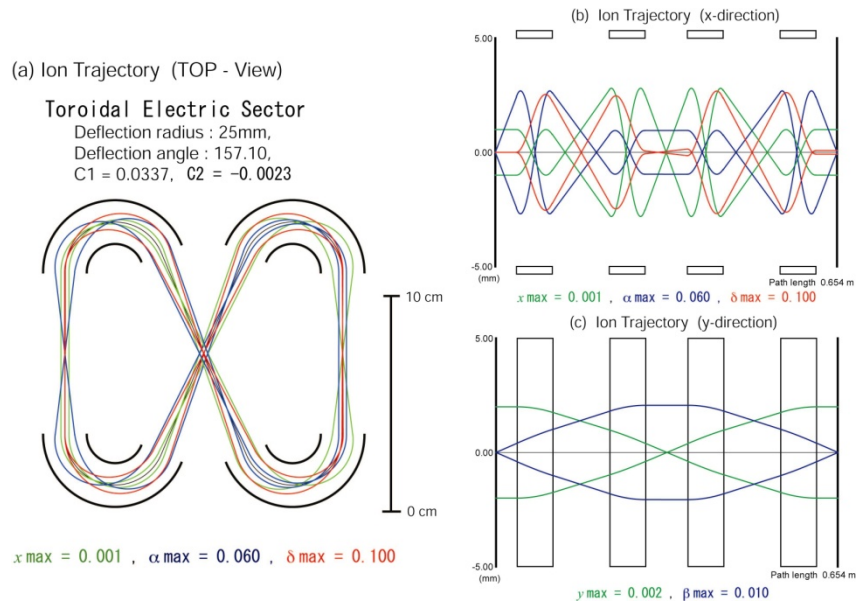 (a) Ion Trajectory (TOP - View)
Toroidal Electric Sector
Deflection radius : 25mm,
Deflection angle : 157.10,
C1 = 0.0337, C2 = -0.0023
10 cm
0 cm
x max = 0.001 , α max = 0.060 , δ max = 0.100
(b) Ion Trajectory (x-direction)
5.00
0.00
-5.00
(mm)
Path length 0.654 m
x max = 0.001 , α max = 0.060 , δ max = 0.100
(c) Ion Trajectory (y-direction)
5.00
0.00
-5.00
(mm)
Path length 0.654 m
y max = 0.002 , β max = 0.010